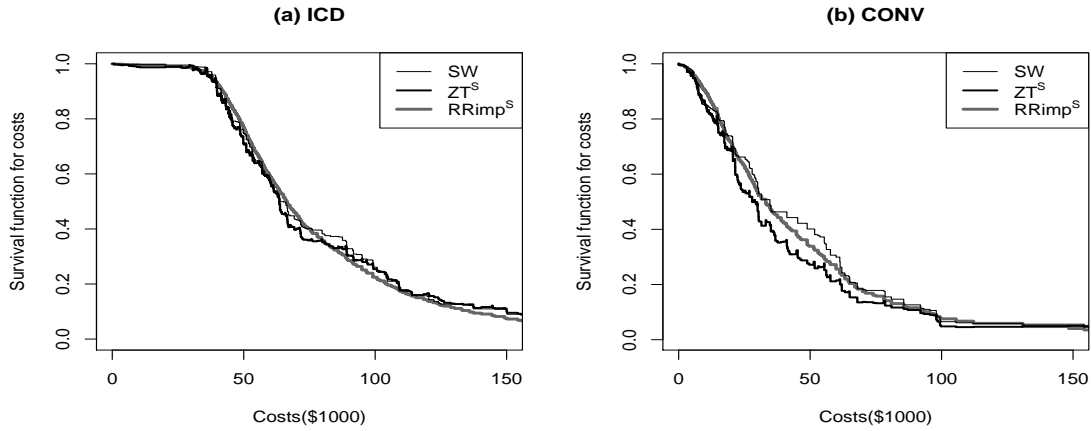 (a) ICD
SW
ZT^S
RRimp^S
Survival function for costs
1.0
0.8
0.6
0.4
0.2
0.0
0
50
100
150
Costs($1000)
(b) CONV
SW
ZT^S
RRimp^S
Survival function for costs
1.0
0.8
0.6
0.4
0.2
0.0
0
50
100
150
Costs($1000)